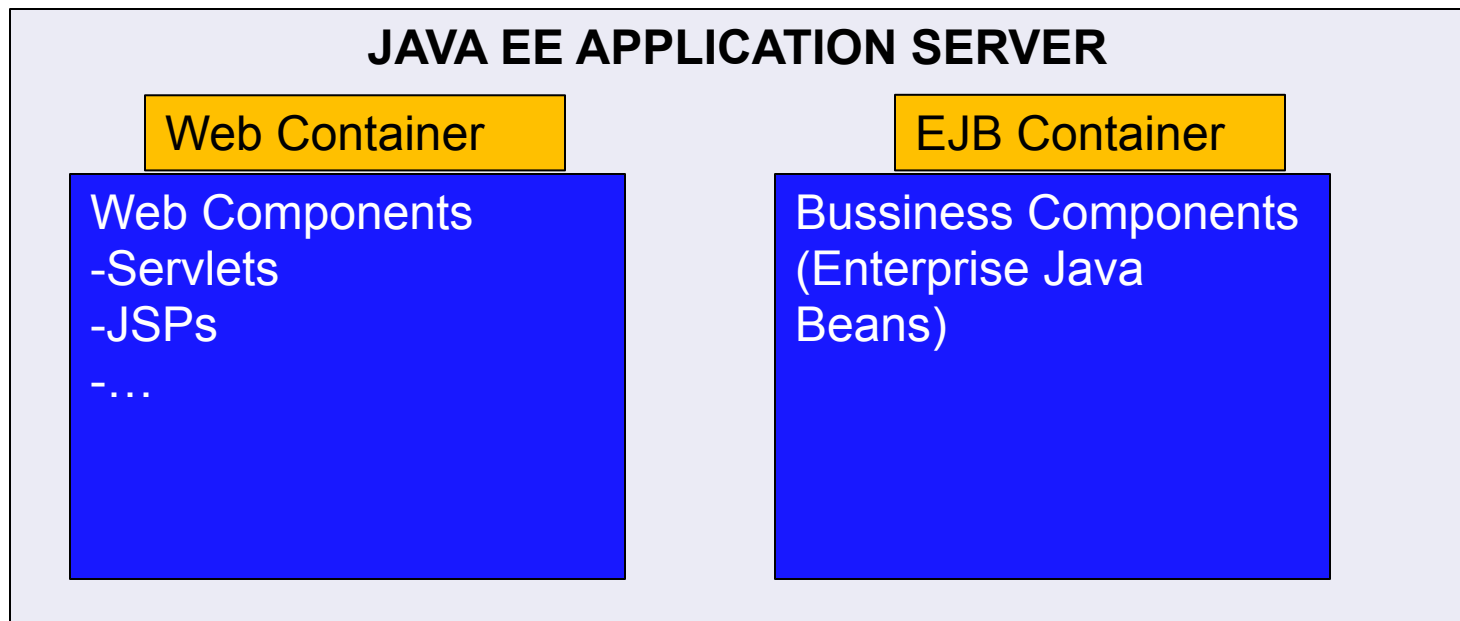 JAVA EE APPLICATION SERVER
Web Container
EJB Container
Web Components
-Servlets
-JSPs
-…
Bussiness Components
(Enterprise Java
Beans)